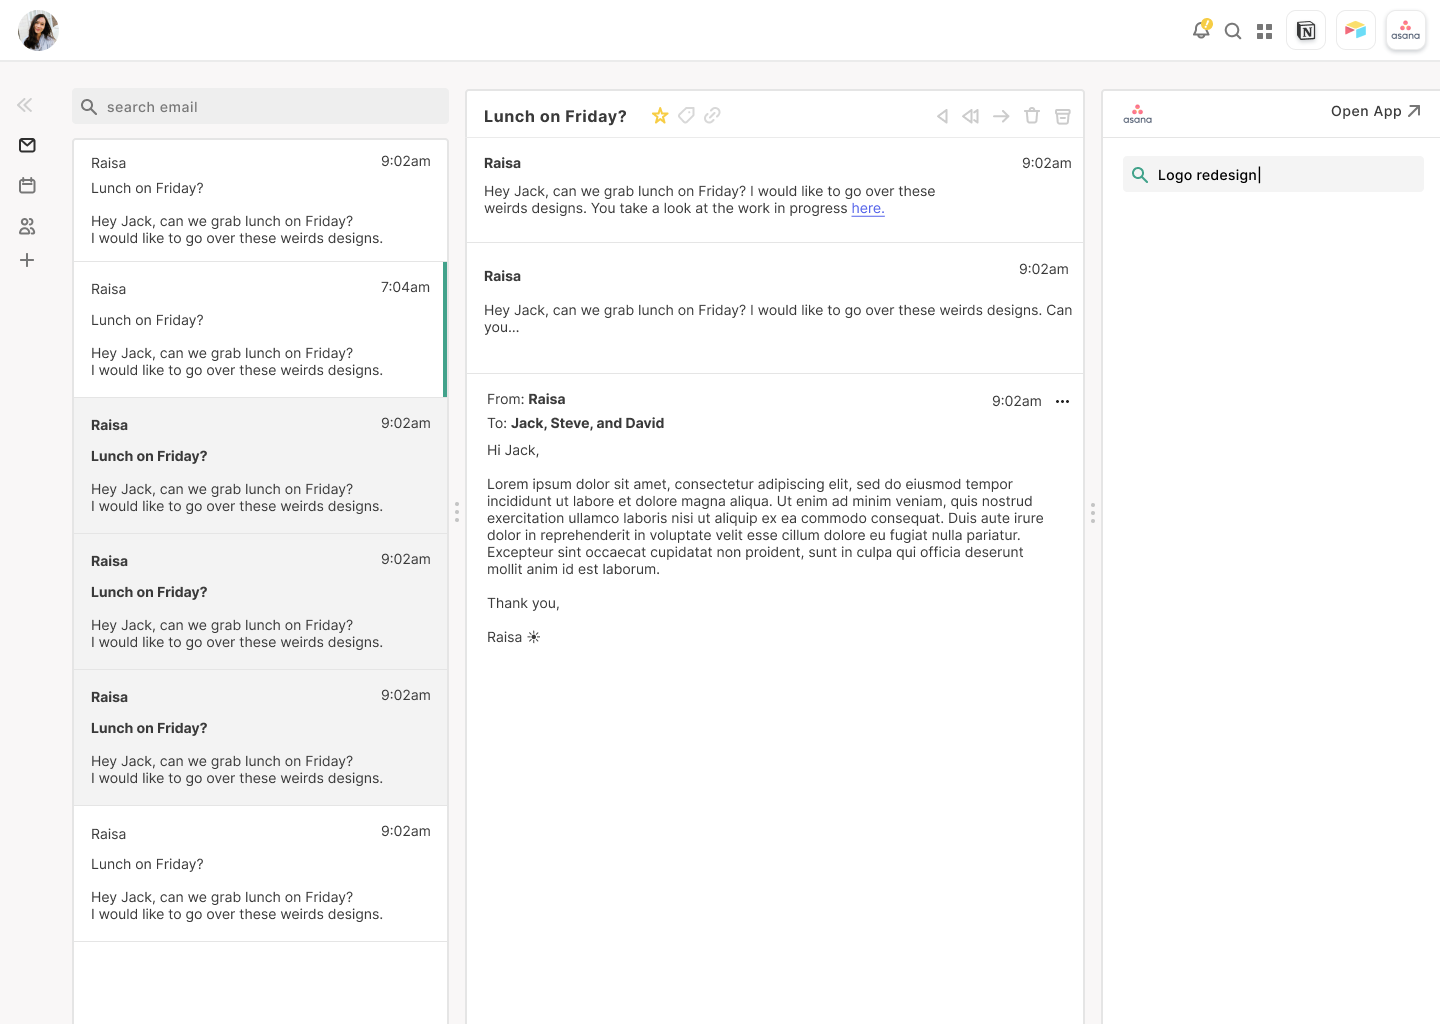 N
asana
search email
Raisa
9:02am
Lunch on Friday?
Hey Jack, can we grab lunch on Friday?
I would like to go over these weirds designs.
Raisa
7:04am
Lunch on Friday?
Hey Jack, can we grab lunch on Friday?
I would like to go over these weirds designs.
Raisa
9:02am
Lunch on Friday?
Hey Jack, can we grab lunch on Friday?
I would like to go over these weirds designs.
Raisa
9:02am
Lunch on Friday?
Hey Jack, can we grab lunch on Friday?
I would like to go over these weirds designs.
Raisa
9:02am
Lunch on Friday?
Hey Jack, can we grab lunch on Friday?
I would like to go over these weirds designs.
Raisa
9:02am
Lunch on Friday?
Hey Jack, can we grab lunch on Friday?
I would like to go over these weirds designs.
Lunch on Friday?
Raisa
9:02am
Hey Jack, can we grab lunch on Friday? I would like to go over these
weirds designs. You take a look at the work in progress here.
Raisa
9:02am
Hey Jack, can we grab lunch on Friday? I would like to go over these weirds designs. Can
you...
From: Raisa
9:02am
To: Jack, Steve, and David
Hi Jack,
Lorem ipsum dolor sit amet, consectetur adipiscing elit, sed do eiusmod tempor
incididunt ut labore et dolore magna aliqua. Ut enim ad minim veniam, quis nostrud
exercitation ullamco laboris nisi ut aliquip ex ea commodo consequat. Duis aute irure
dolor in reprehenderit in voluptate velit esse cillum dolore eu fugiat nulla pariatur.
Excepteur sint occaecat cupidatat non proident, sunt in culpa qui officia deserunt
mollit anim id est laborum.
Thank you,
Raisa ☀
asana
Open App
Logo redesign